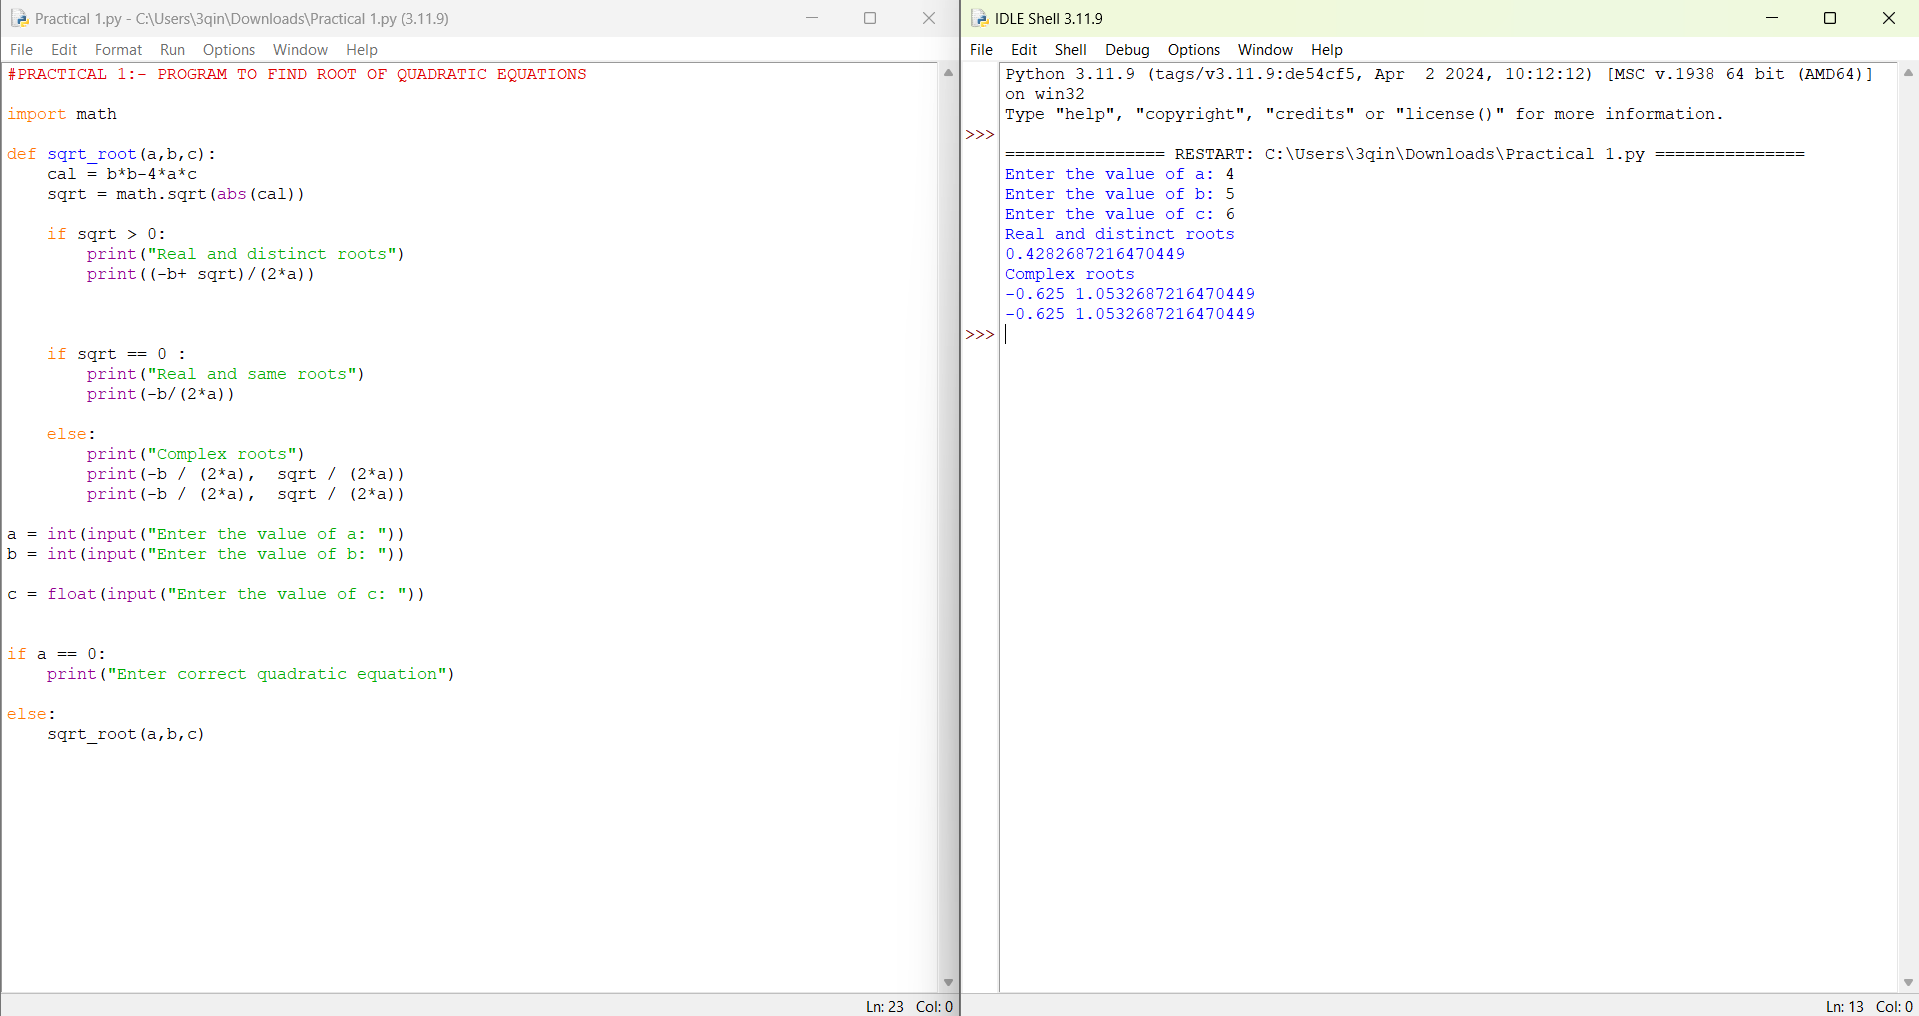 Practical 1.py - C:\Users\3qin\Downloads\Practical 1.py (3.11.9)
File Edit Format Run Options Window Help
#PRACTICAL 1:- PROGRAM TO FIND ROOT OF QUADRATIC EQUATIONS
import math
def sqrt_root(a,b,c):
    cal = b*b-4*a*c
    sqrt = math.sqrt(abs(cal))
    if sqrt > 0:
        print("Real and distinct roots")
        print((-b+ sqrt)/(2*a))
    if sqrt == 0 :
        print("Real and same roots")
        print(-b/(2*a))
    else:
        print("Complex roots")
        print(-b / (2*a),  sqrt / (2*a))
        print(-b / (2*a),  sqrt / (2*a))
a = int(input("Enter the value of a: "))
b = int(input("Enter the value of b: "))
c = float(input("Enter the value of c: "))
if a == 0:
    print("Enter correct quadratic equation")
else:
    sqrt_root(a,b,c)
Ln: 23 Col: 0
IDLE Shell 3.11.9
File Edit Shell Debug Options Window Help
Python 3.11.9 (tags/v3.11.9:de54cf5, Apr  2 2024, 10:12:12) [MSC v.1938 64 bit (AMD64)]
on win32
Type "help", "copyright", "credits" or "license()" for more information.
>>>
================ RESTART: C:\Users\3qin\Downloads\Practical 1.py ===============
Enter the value of a: 4
Enter the value of b: 5
Enter the value of c: 6
Real and distinct roots
0.4282687216470449
Complex roots
-0.625 1.0532687216470449
-0.625 1.0532687216470449
>>>
Ln: 13 Col: 0